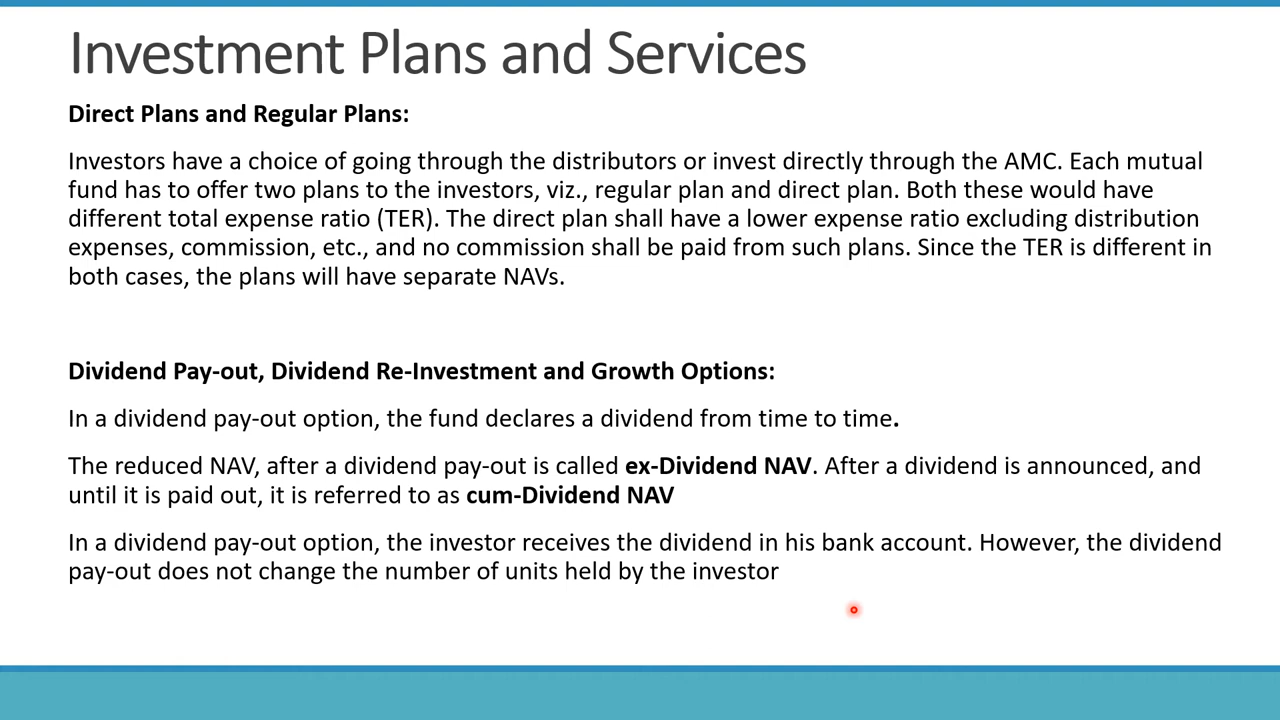 Investment Plans and Services
Direct Plans and Regular Plans:
Investors have a choice of going through the distributors or invest directly through the AMC. Each mutual
fund has to offer two plans to the investors, viz., regular plan and direct plan. Both these would have
different total expense ratio (TER). The direct plan shall have a lower expense ratio excluding distribution
expenses, commission, etc., and no commission shall be paid from such plans. Since the TER is different in
both cases, the plans will have separate NAVs.
Dividend Pay-out, Dividend Re-Investment and Growth Options:
In a dividend pay-out option, the fund declares a dividend from time to time.
The reduced NAV, after a dividend pay-out is called ex-Dividend NAV. After a dividend is announced, and
until it is paid out, it is referred to as cum-Dividend NAV
In a dividend pay-out option, the investor receives the dividend in his bank account. However, the dividend
pay-out does not change the number of units held by the investor